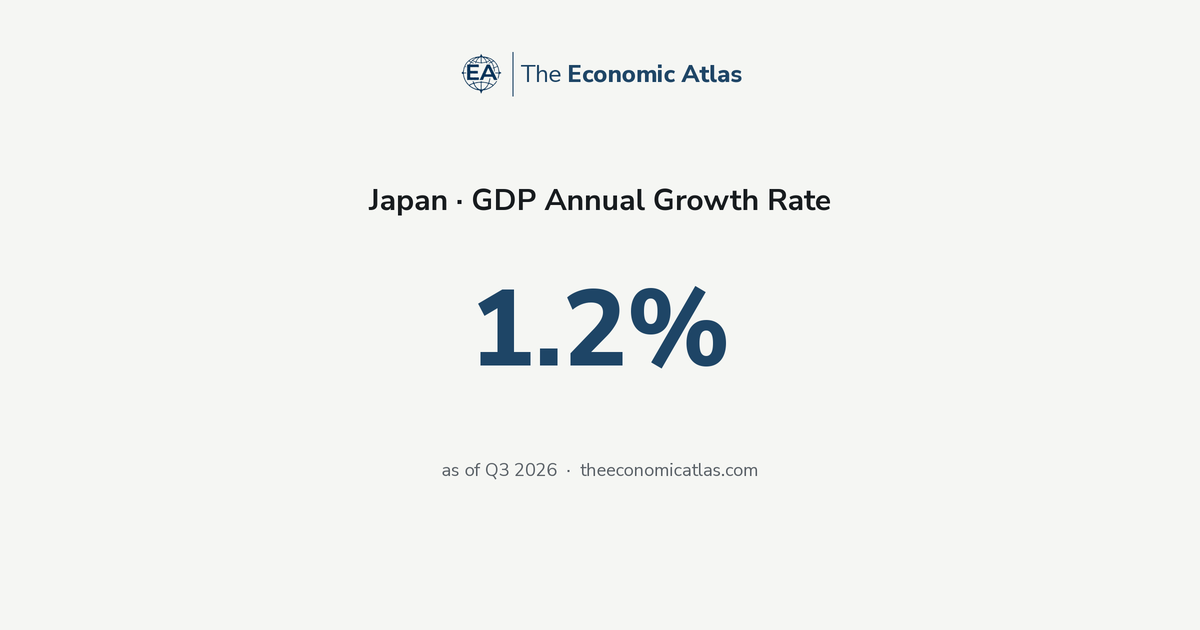 EA The Economic Atlas
Japan · GDP Annual Growth Rate
1.2%
as of Q3 2026 · theeconomicatlas.com